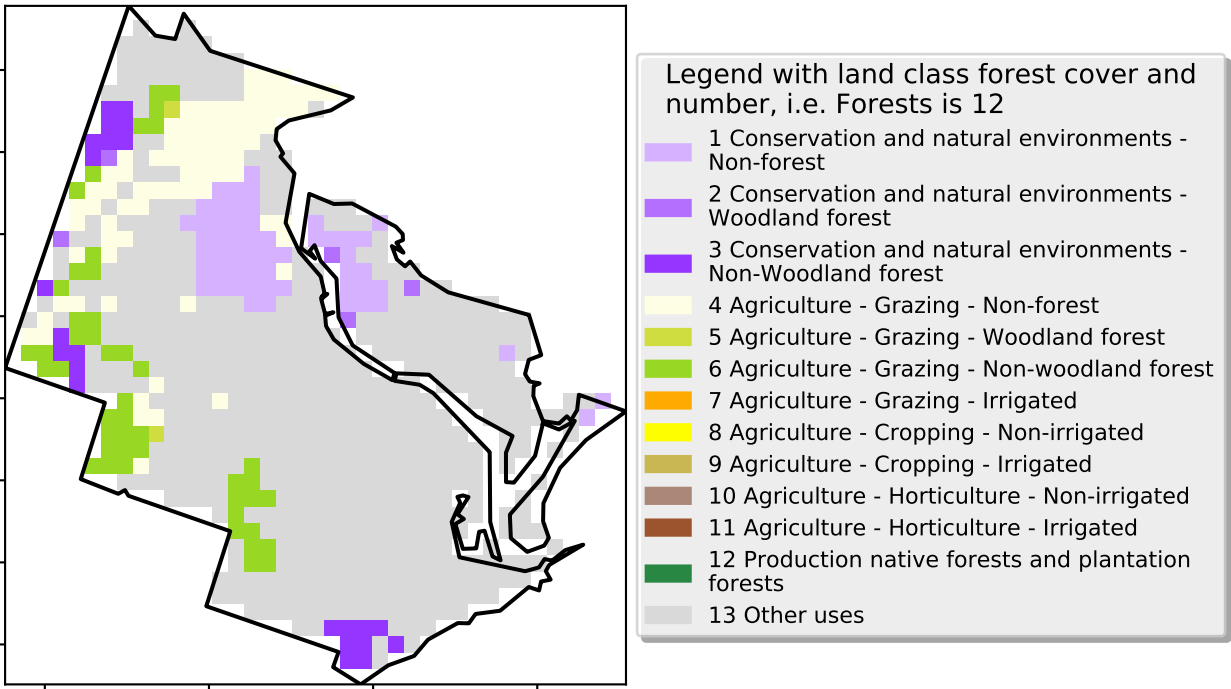 Legend with land class forest cover and
number, i.e. Forests is 12
1 Conservation and natural environments -
Non-forest
2 Conservation and natural environments -
Woodland forest
3 Conservation and natural environments -
Non-Woodland forest
4 Agriculture - Grazing - Non-forest
5 Agriculture - Grazing - Woodland forest
6 Agriculture - Grazing - Non-woodland forest
7 Agriculture - Grazing - Irrigated
8 Agriculture - Cropping - Non-irrigated
9 Agriculture - Cropping - Irrigated
10 Agriculture - Horticulture - Non-irrigated
11 Agriculture - Horticulture - Irrigated
12 Production native forests and plantation
forests
13 Other uses